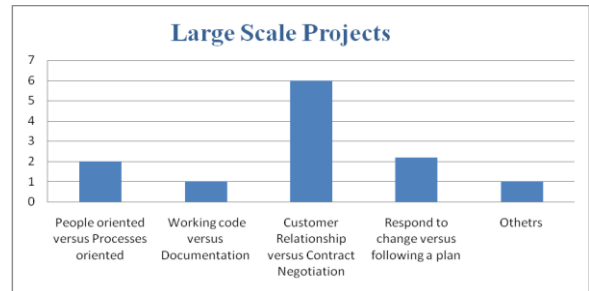 Large Scale Projects
7
6
5
4
3
2
1
0
People oriented
versus Processes
oriented
Working code
versus
Documentation
Customer
Relationship
versus Contract
Negotiation
Respond to
change versus
following a plan
Othetrs